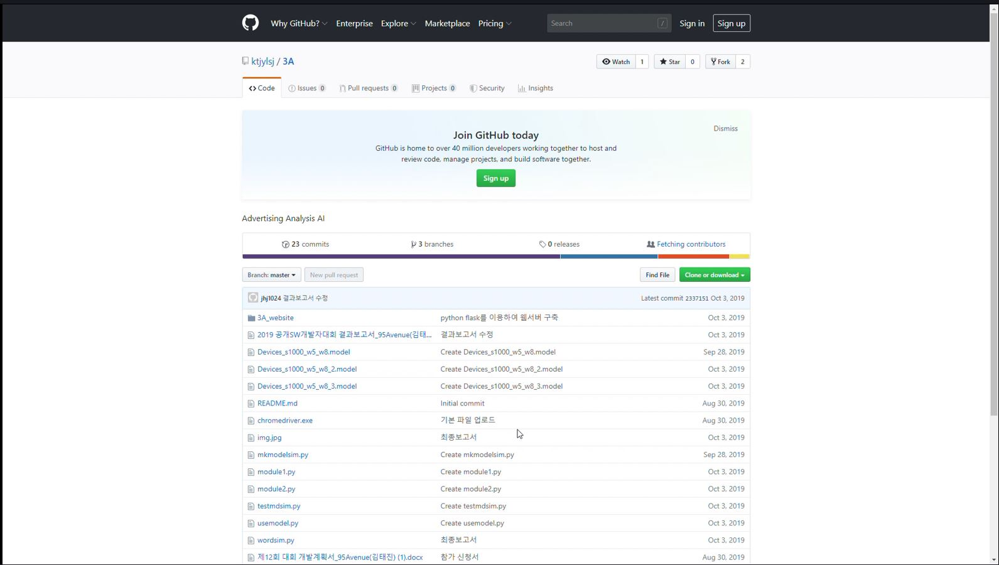 Why GitHub? Enterprise Explore Marketplace Pricing Search / Sign in Sign up
ktjylsj / 3A Watch 1 Star 0 Fork 2
Code Issues 0 Pull requests 0 Projects 0 Security Insights
Dismiss
Join GitHub today
GitHub is home to over 40 million developers working together to host and
review code, manage projects, and build software together.
Sign up
Advertising Analysis AI
23 commits 3 branches 0 releases Fetching contributors
Branch: master New pull request Find File Clone or download
jhj1024 결과보고서 수정 Latest commit 2337151 Oct 3, 2019
3A_website python flask를 이용하여 웹서버 구축 Oct 3, 2019
2019 공개SW개발자대회 결과보고서_95Avenue(김태... 결과보고서 수정 Oct 3, 2019
Devices_s1000_w5_w8.model Create Devices_s1000_w5_w8.model Sep 28, 2019
Devices_s1000_w5_w8_2.model Create Devices_s1000_w5_w8_2.model Oct 3, 2019
Devices_s1000_w5_w8_3.model Create Devices_s1000_w5_w8_3.model Oct 3, 2019
README.md Initial commit Aug 30, 2019
chromedriver.exe 기본 파일 업로드 Aug 30, 2019
img.jpg 최종보고서 Oct 3, 2019
mkmodelsim.py Create mkmodelsim.py Sep 28, 2019
module1.py Create module1.py Oct 3, 2019
module2.py Create module2.py Oct 3, 2019
testmdsim.py Create testmdsim.py Oct 3, 2019
usemodel.py Create usemodel.py Oct 3, 2019
wordsim.py 최종보고서 Oct 3, 2019
제12회 대회 개발계획서_95Avenue(김태진) (1).docx 참가 신청서 Aug 30, 2019